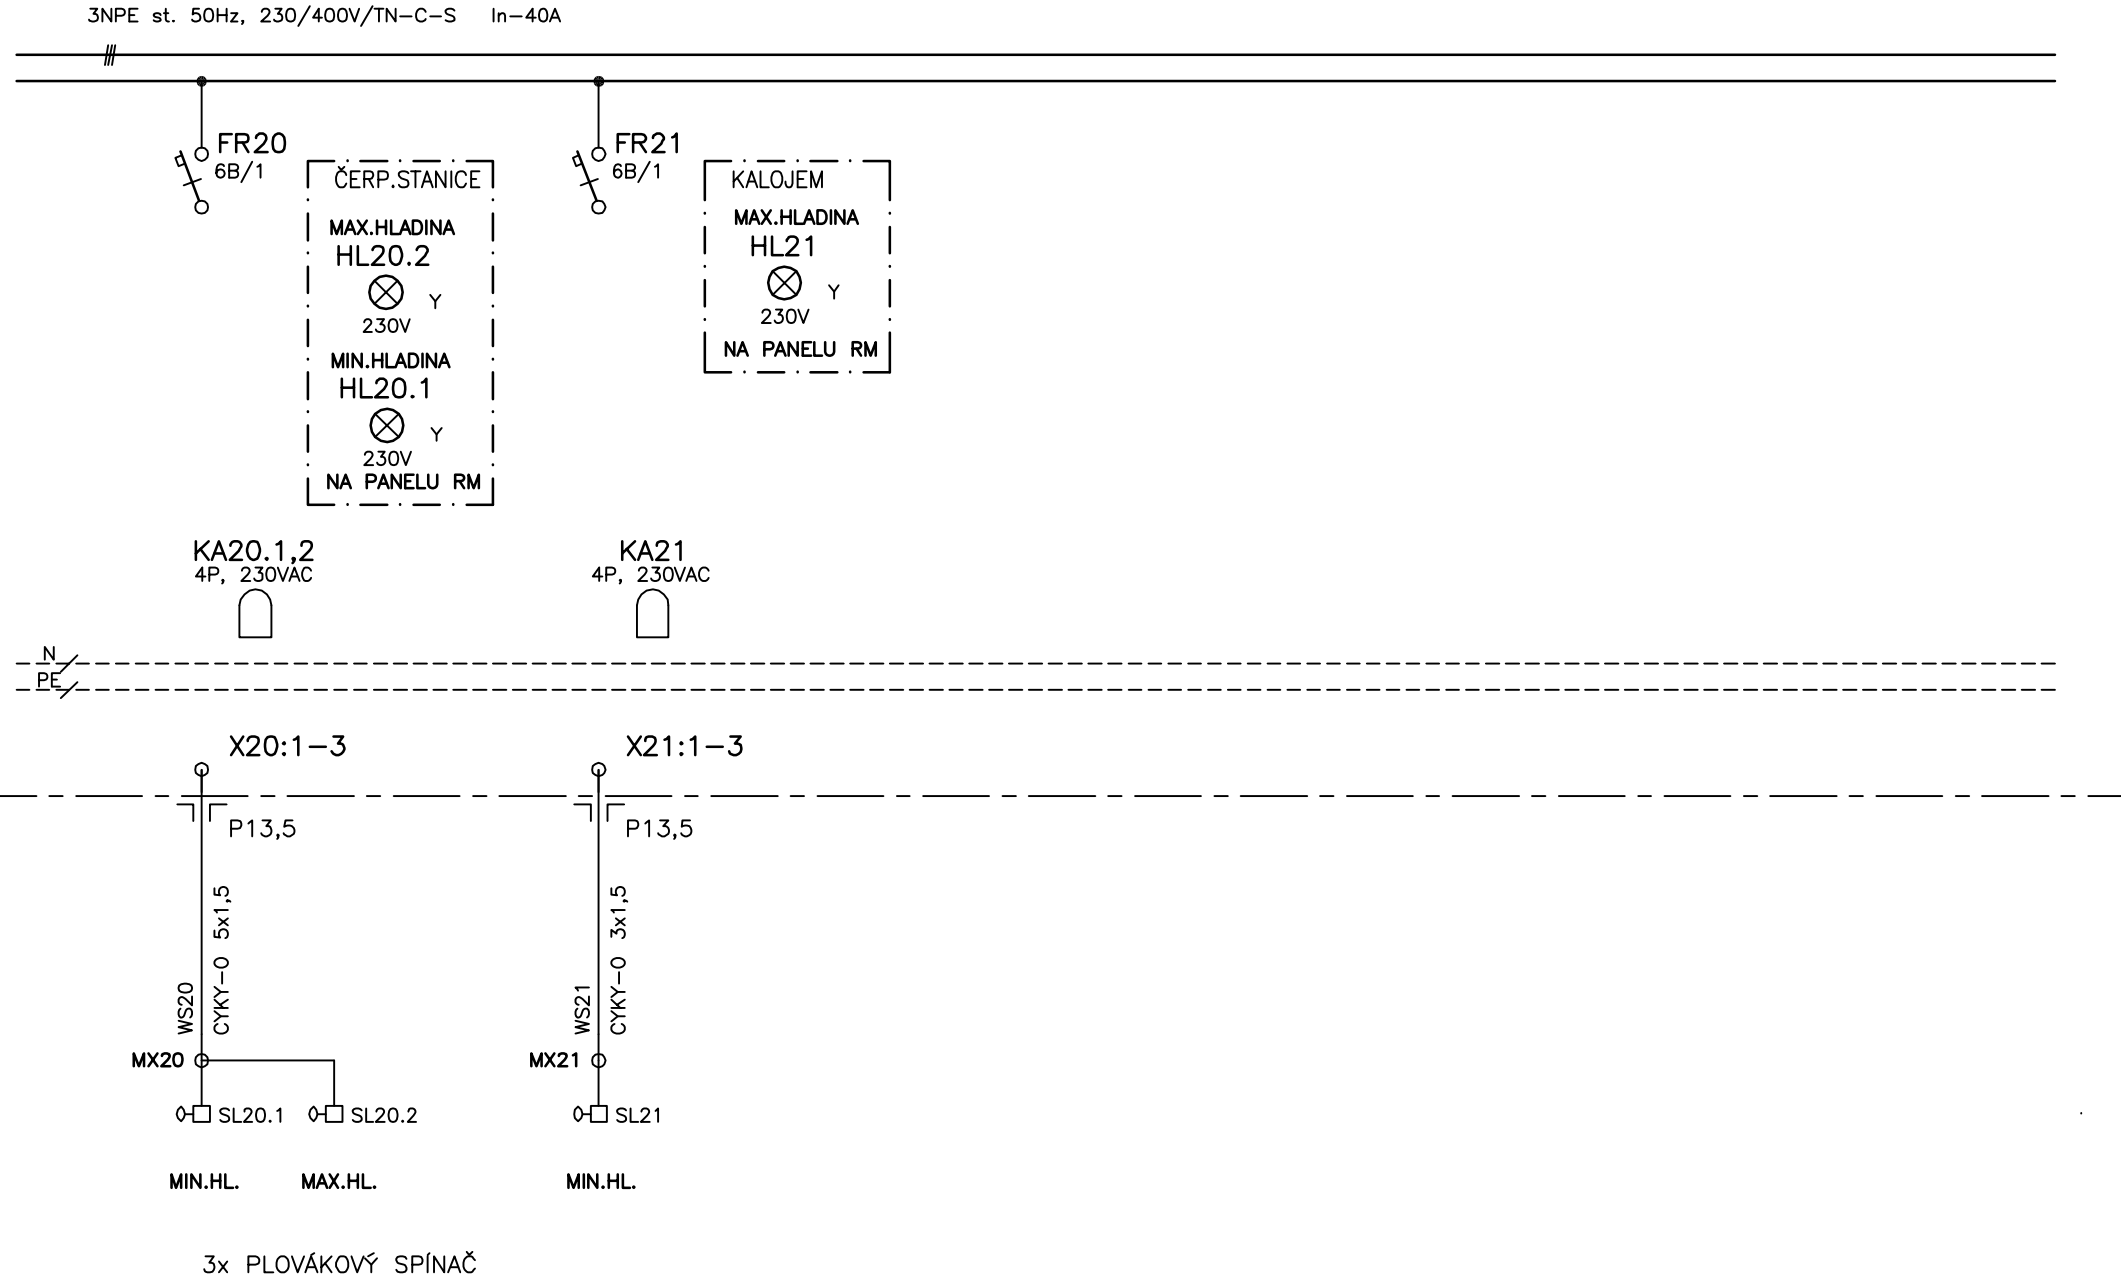 3NPE st. 50Hz, 230/400V/TN-C-S In-40A
FR20
6B/1
ČERP.STANICE
MAX.HLADINA
HL20.2
Y
230V
MIN.HLADINA
HL20.1
Y
230V
NA PANELU RM
FR21
6B/1
KALOJEM
MAX.HLADINA
HL21
Y
230V
NA PANELU RM
KA20.1,2
4P, 230VAC
KA21
4P, 230VAC
N
PE
X20:1-3
X21:1-3
P13,5
P13,5
WS20
CYKY-O 5x1,5
WS21
CYKY-O 3x1,5
MX20
MX21
SL20.1
SL20.2
SL21
MIN.HL.
MAX.HL.
MIN.HL.
3x PLOVÁKOVÝ SPÍNAČ